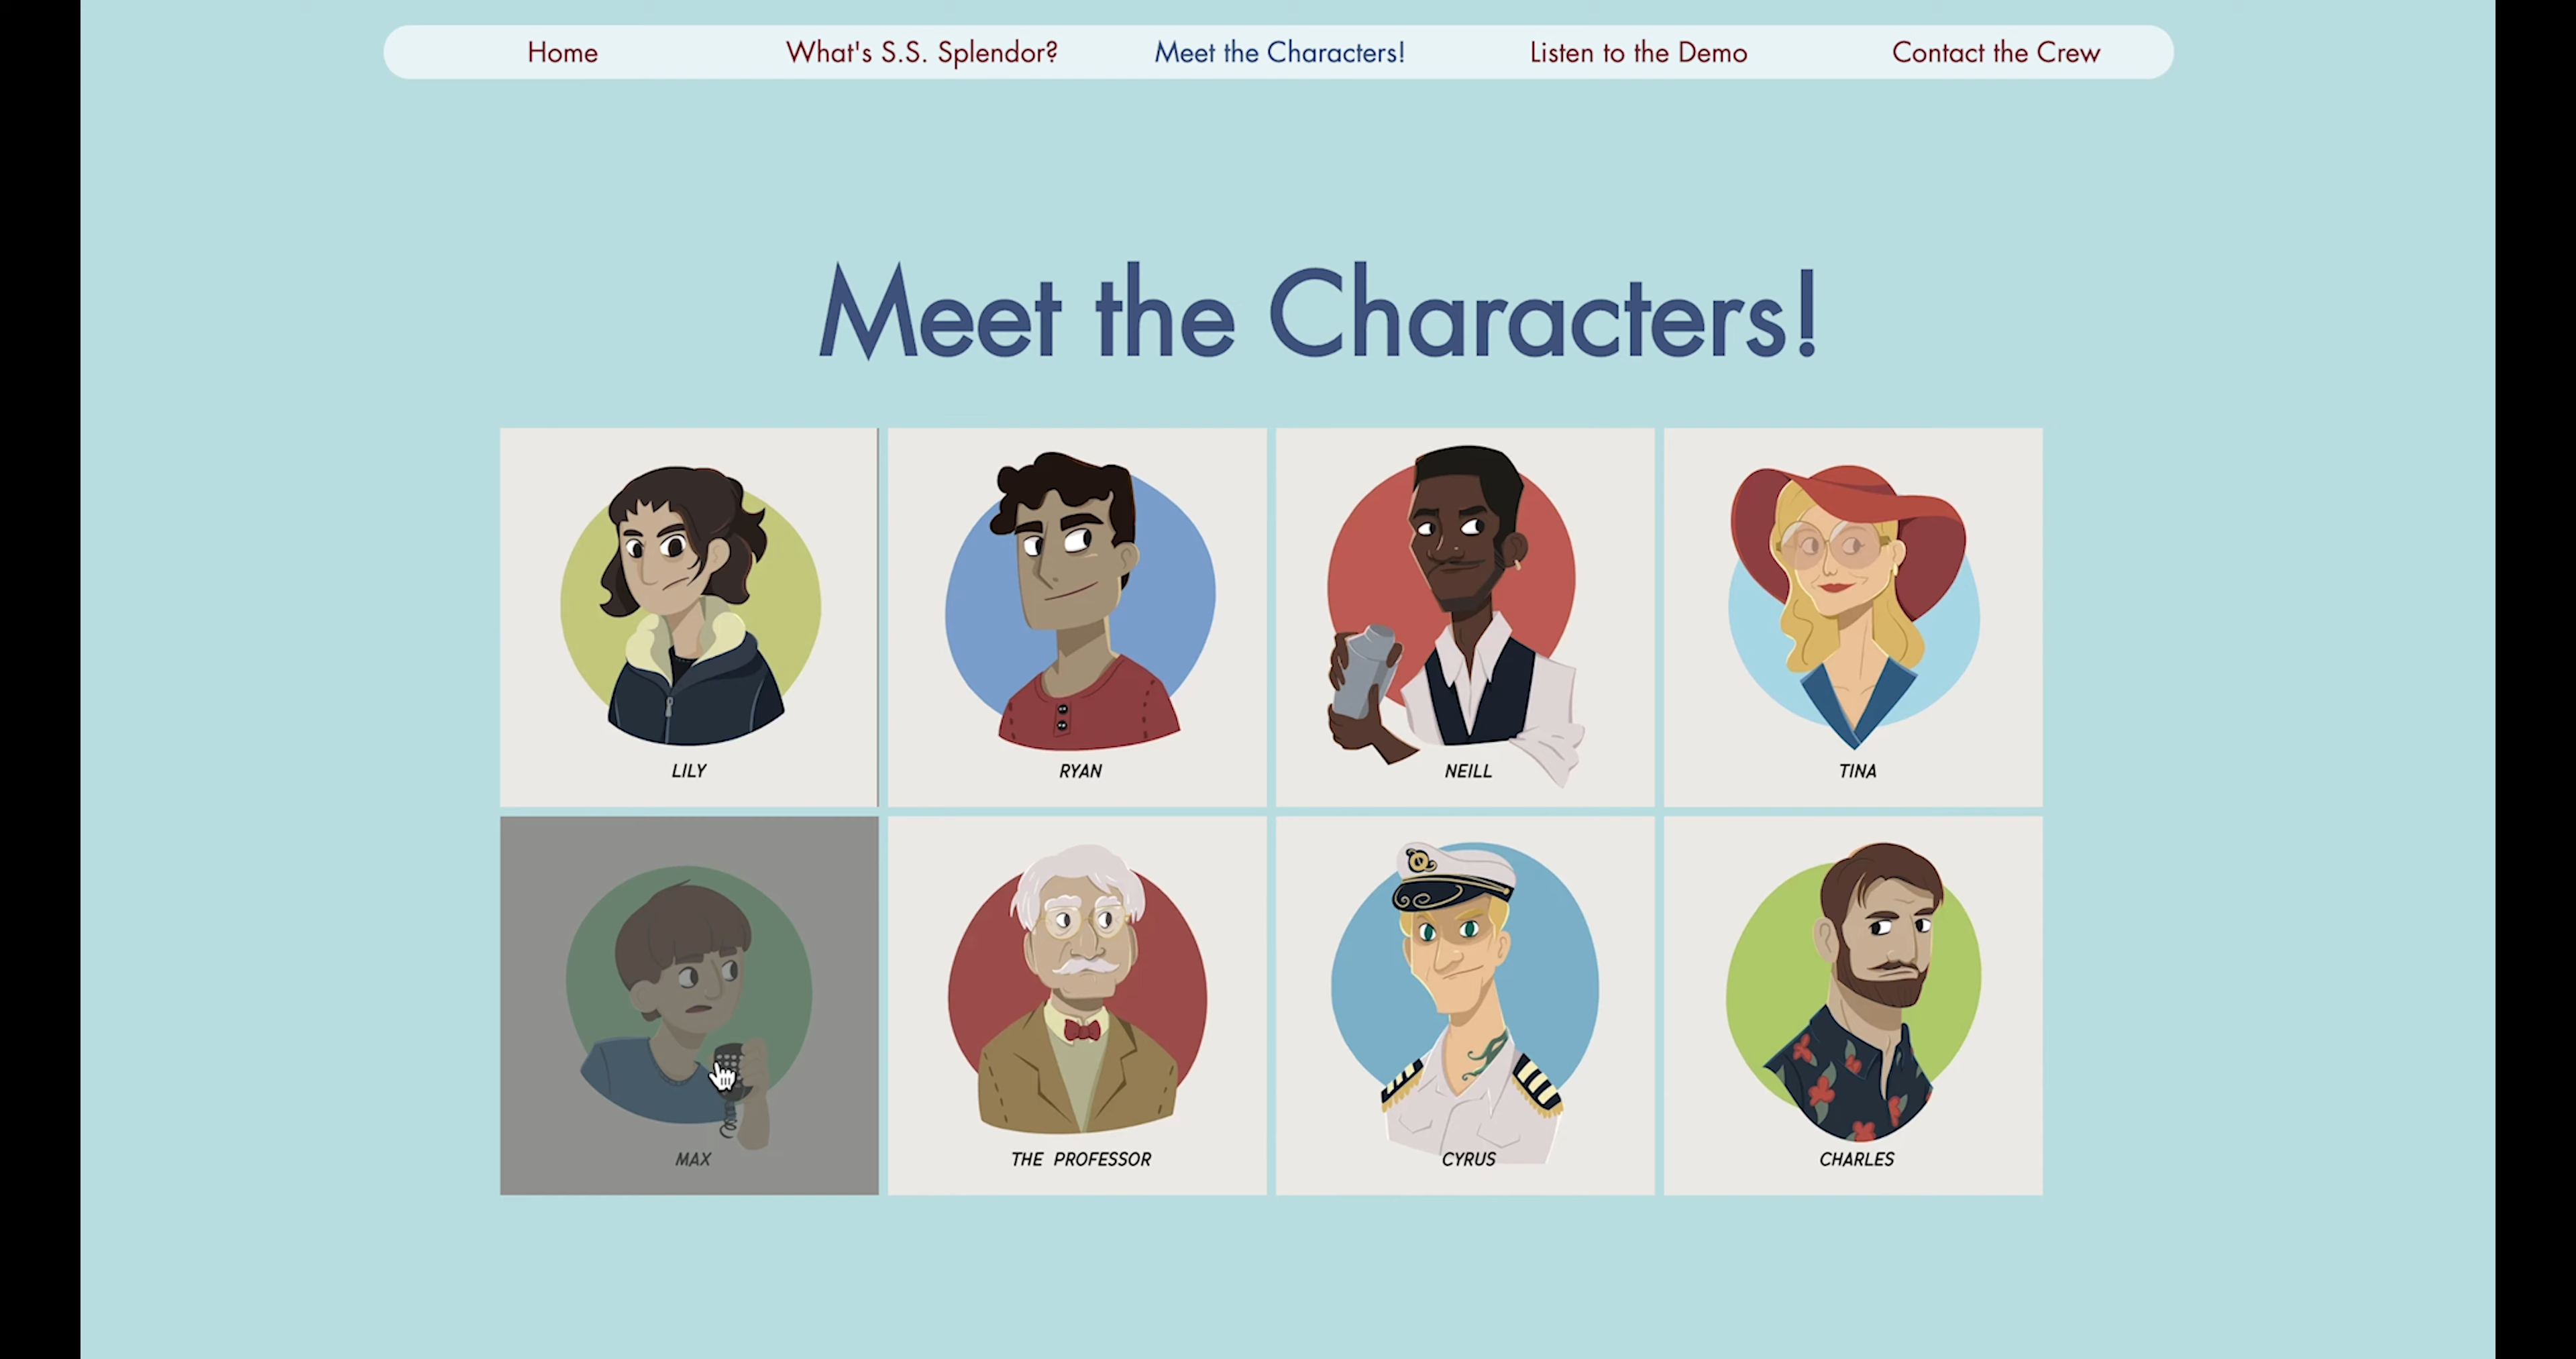 Home What's S.S. Splendor? Meet the Characters! Listen to the Demo Contact the Crew
Meet the Characters!
LILY RYAN NEILL TINA
MAX THE PROFESSOR CYRUS CHARLES